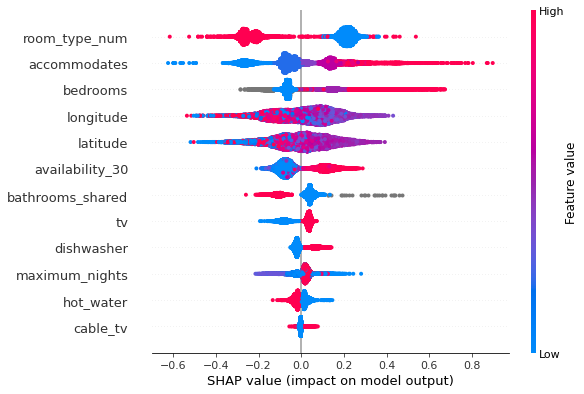 High
room_type_num
accommodates
bedrooms
longitude
latitude
availability_30
bathrooms_shared
tv
dishwasher
maximum_nights
hot_water
cable_tv
Low
Feature value
−0.6 −0.4 −0.2 0.0 0.2 0.4 0.6 0.8
SHAP value (impact on model output)